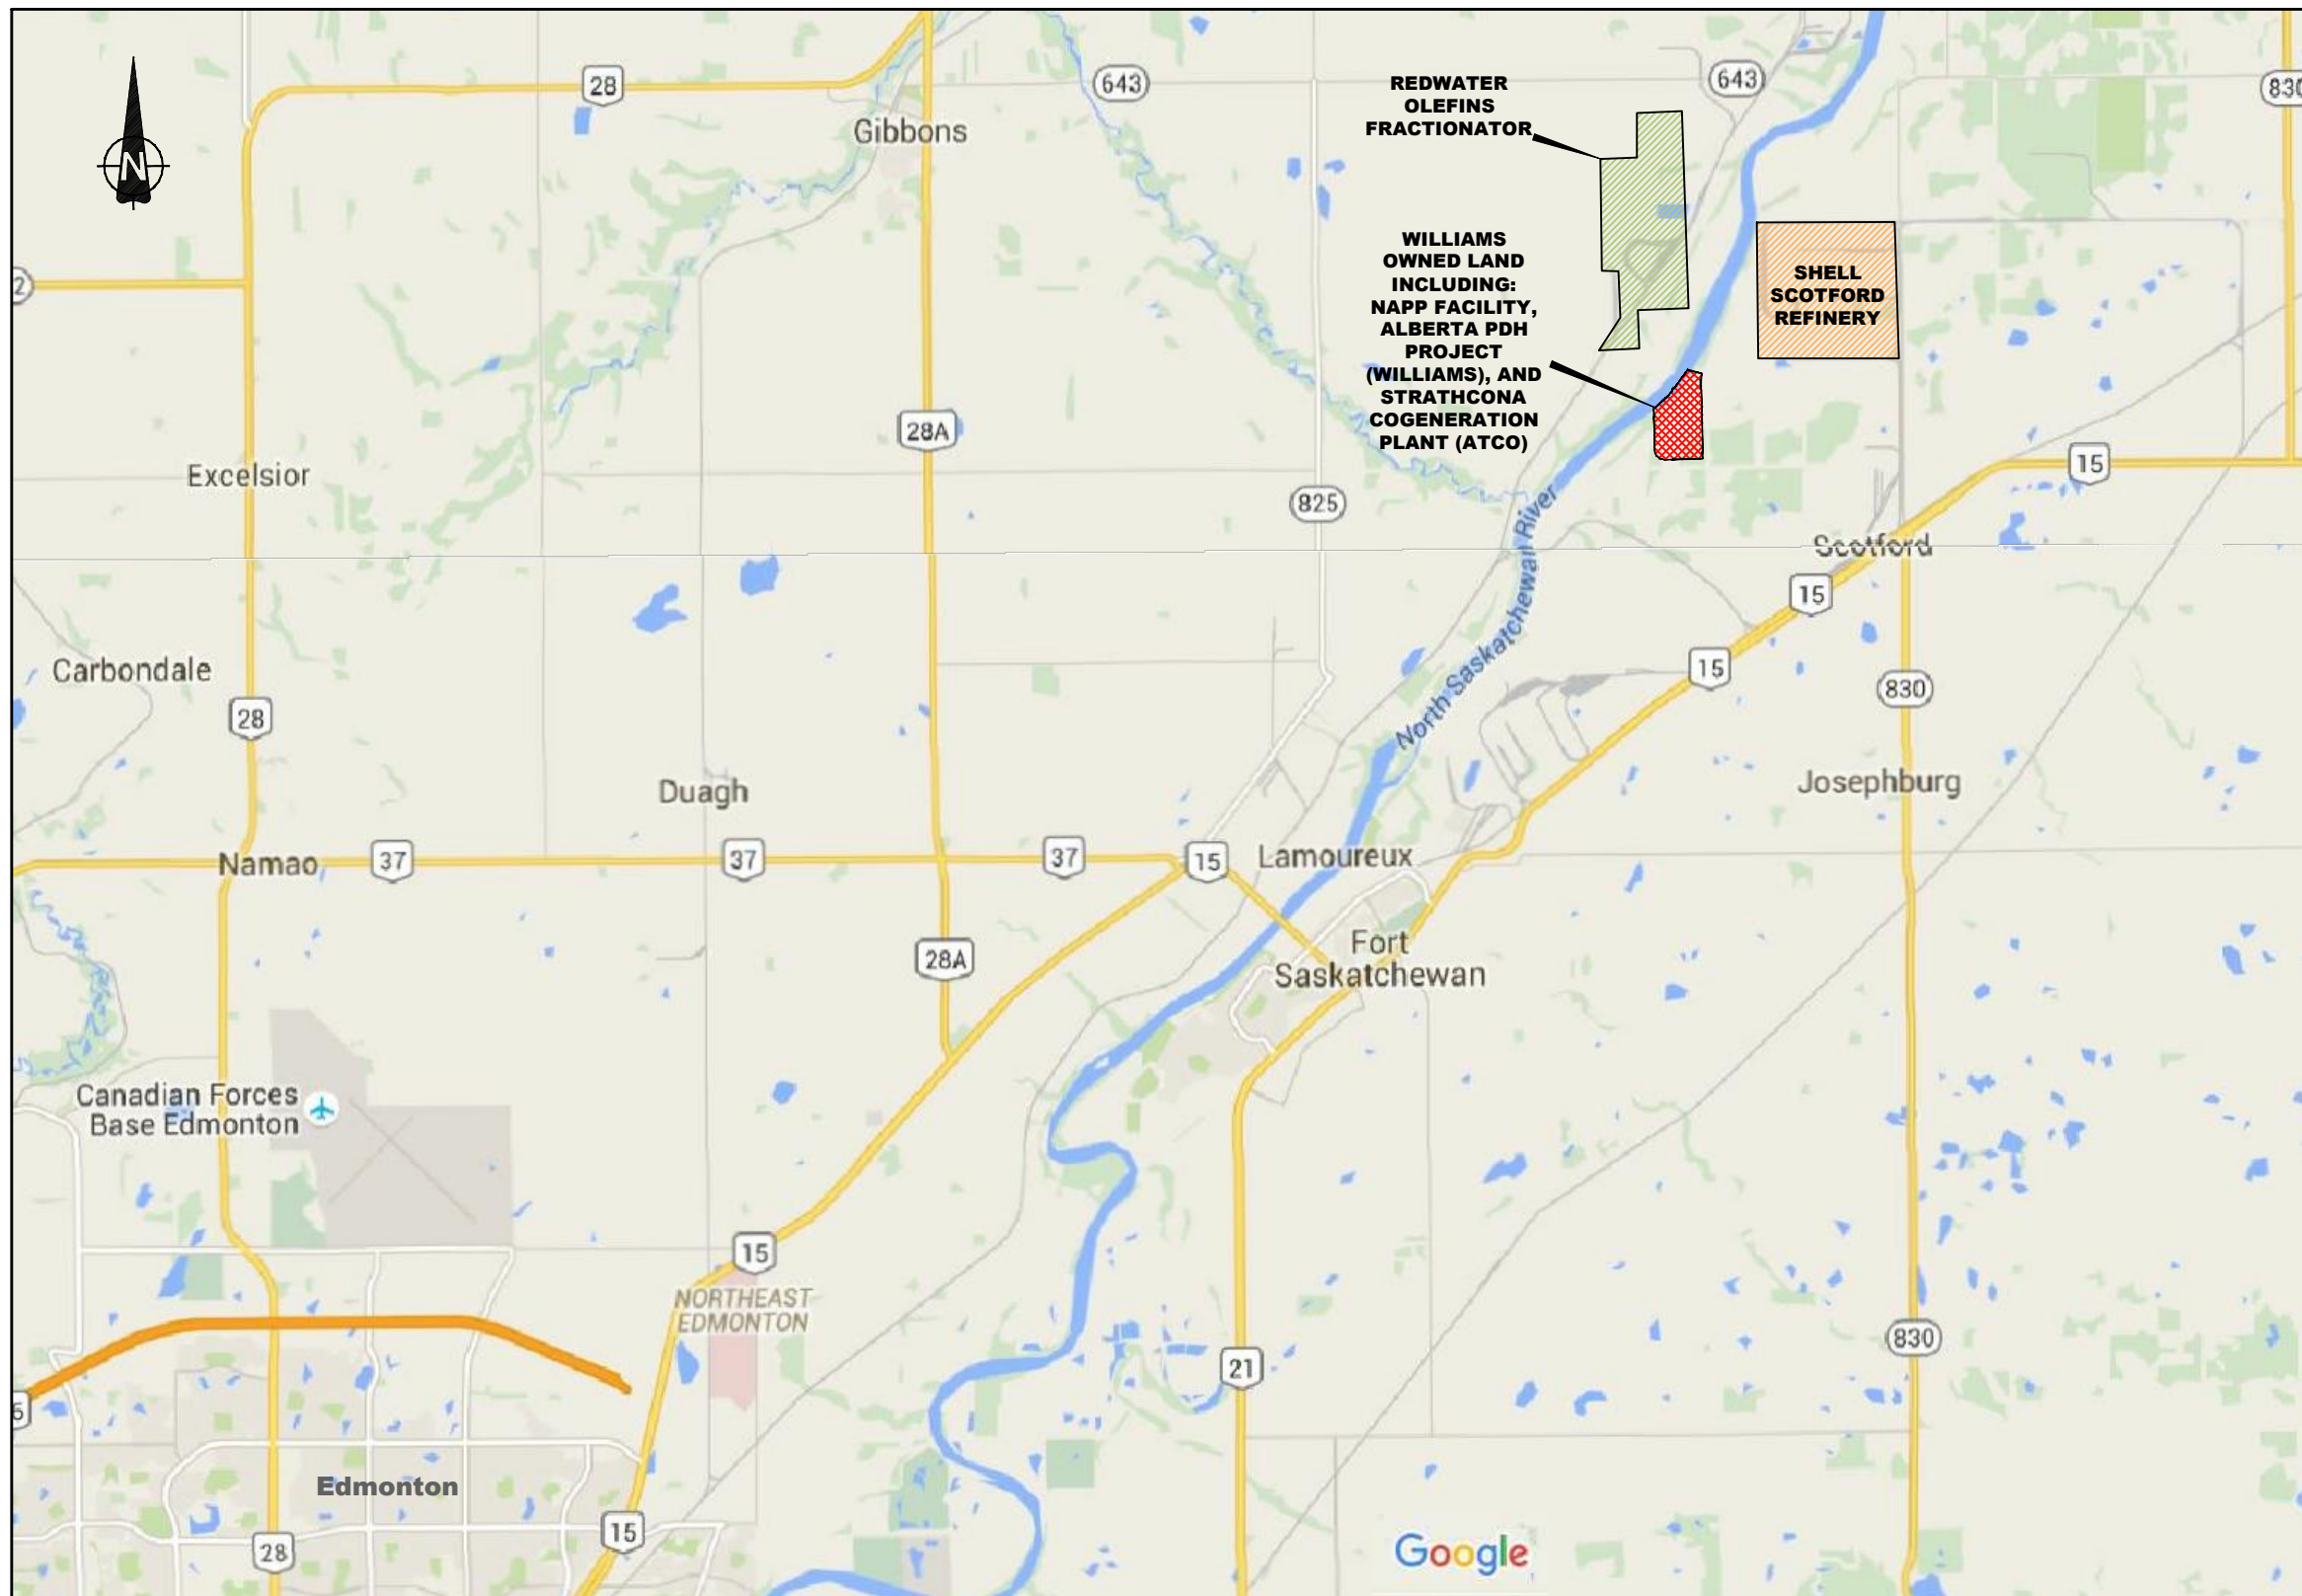 28
643
643
830
Gibbons
REDWATER
OLEFINS
FRACTIONATOR
N
WILLIAMS
OWNED LAND
INCLUDING:
NAPP FACILITY,
ALBERTA PDH
PROJECT
(WILLIAMS), AND
STRATHCONA
COGENERATION
PLANT (ATCO)
SHELL
SCOTFORD
REFINERY
2
28A
Excelsior
825
15
North Saskatchewan River
Scotford
15
Carbondale
15
830
28
Duagh
Josephburg
Namao
37
37
37
15
Lamoureux
28A
Fort
Saskatchewan
Canadian Forces
Base Edmonton
15
NORTHEAST
EDMONTON
830
21
6
Edmonton
15
28
Google